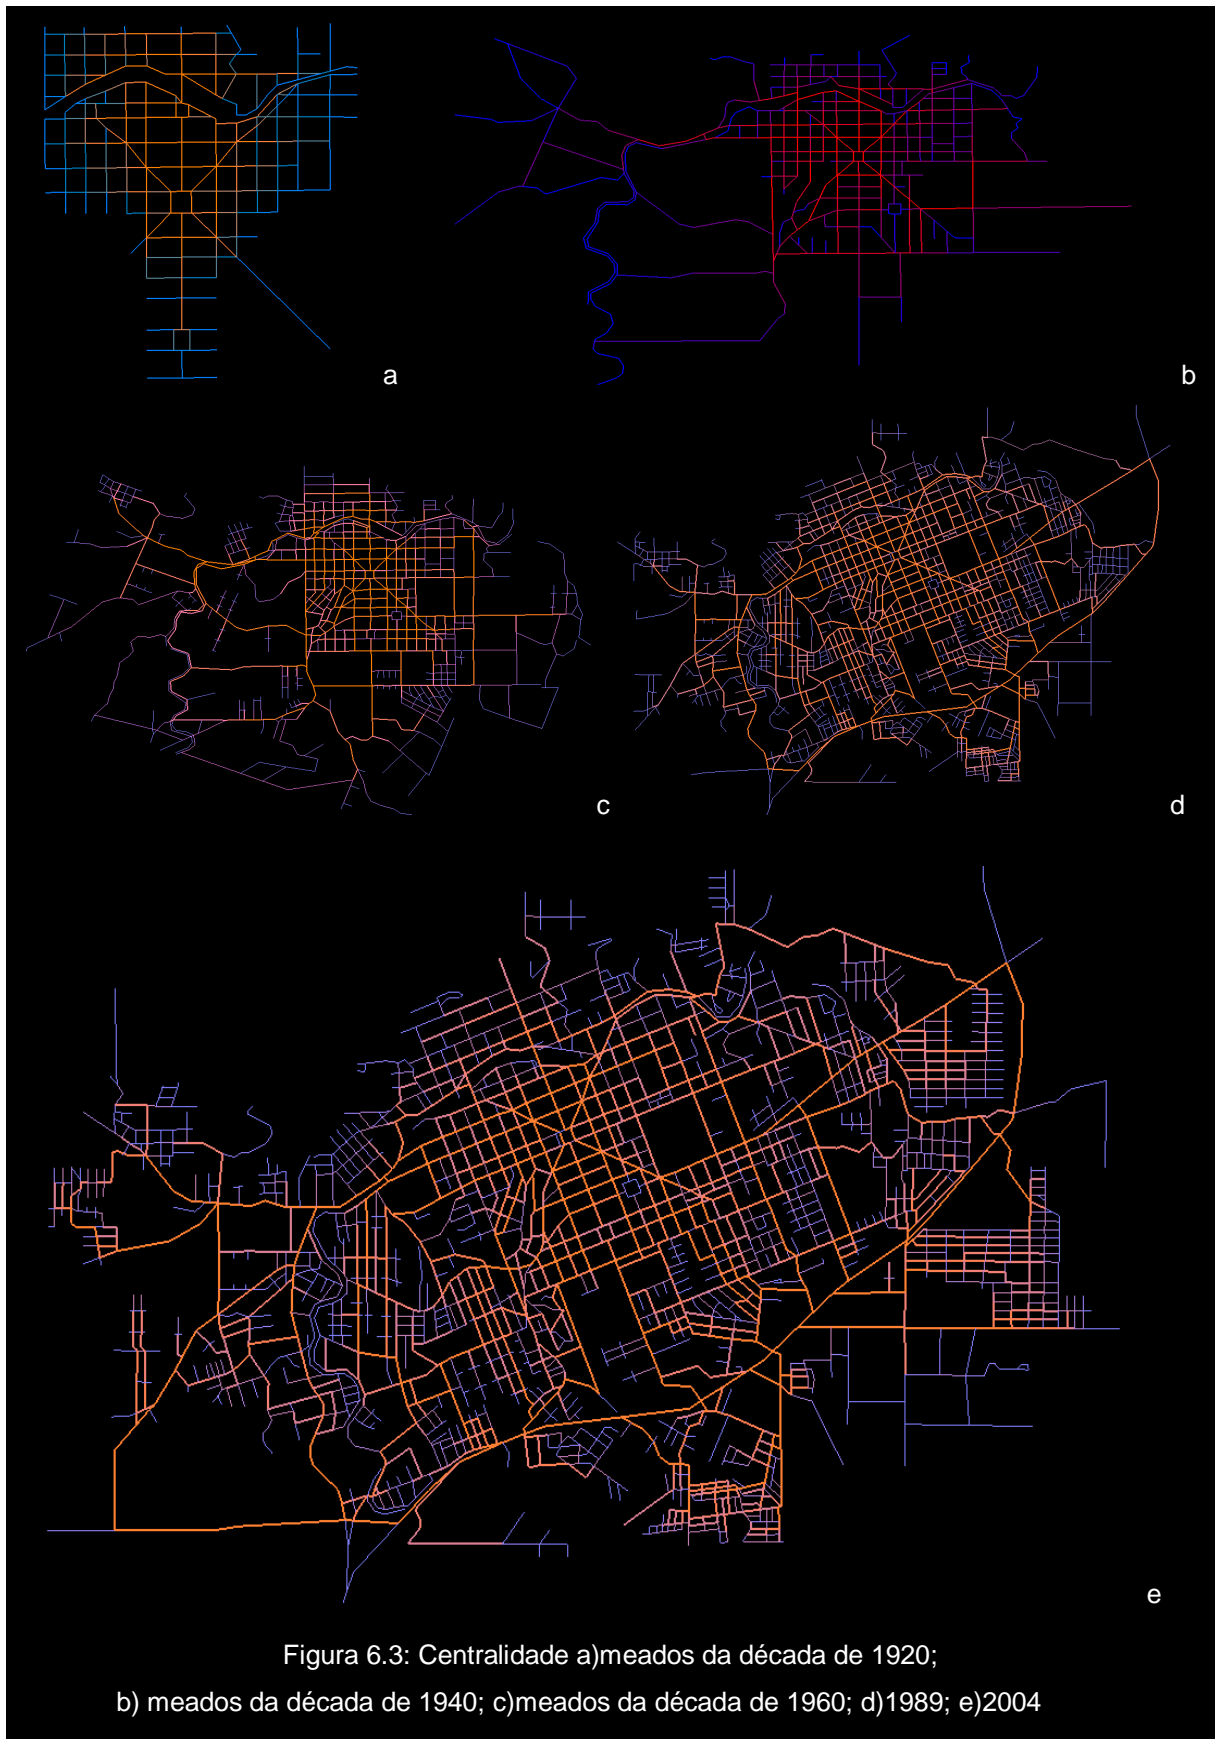 a
b
c
d
e
Figura 6.3: Centralidade a)meados da década de 1920;
b) meados da década de 1940; c)meados da década de 1960; d)1989; e)2004